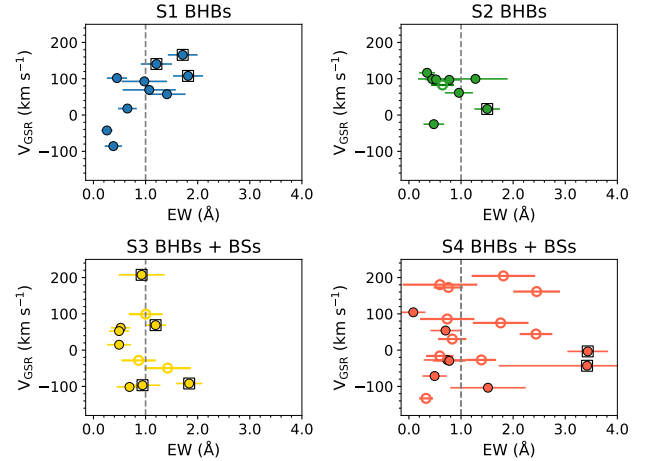 S1 BHBs
S2 BHBs
200
100
0
−100
V_GSR (km s⁻¹)
0.0 1.0 2.0 3.0 4.0
EW (Å)
200
100
0
−100
V_GSR (km s⁻¹)
0.0 1.0 2.0 3.0 4.0
EW (Å)
S3 BHBs + BSs
S4 BHBs + BSs
200
100
0
−100
V_GSR (km s⁻¹)
0.0 1.0 2.0 3.0 4.0
EW (Å)
200
100
0
−100
V_GSR (km s⁻¹)
0.0 1.0 2.0 3.0 4.0
EW (Å)